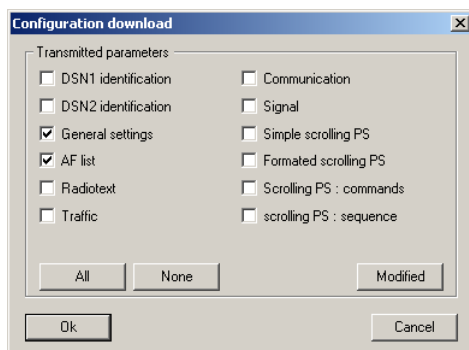 Configuration download
Transmitted parameters
DSN1 identification
DSN2 identification
General settings
AF list
Radiotext
Traffic
Communication
Signal
Simple scrolling PS
Formated scrolling PS
Scrolling PS : commands
scrolling PS : sequence
All
None
Modified
Ok
Cancel